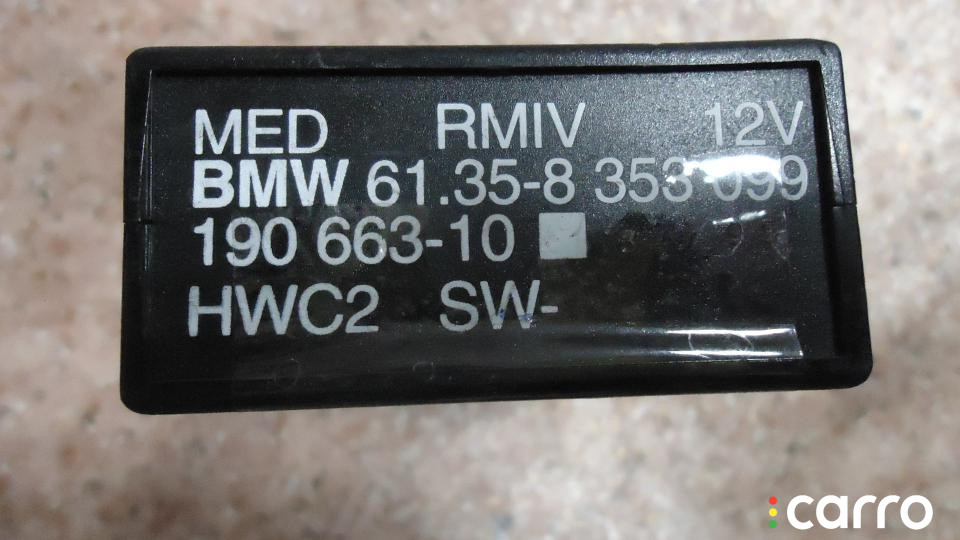 MED RMIV 12V
BMW 61.35-8 353 099
190 663-10
HWC2 SW-
carro